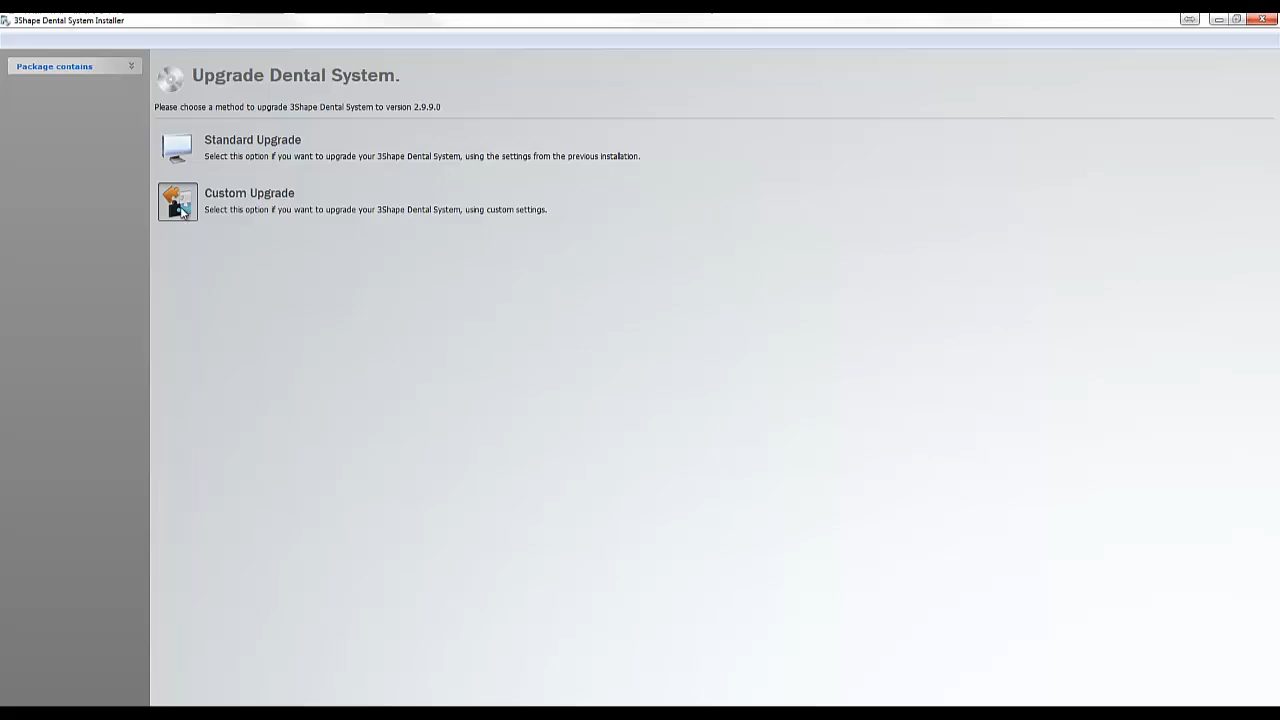 3Shape Dental System Installer
Package contains
Upgrade Dental System.
Please choose a method to upgrade 3Shape Dental System to version 2.9.9.0
Standard Upgrade
Select this option if you want to upgrade your 3Shape Dental System, using the settings from the previous installation.
Custom Upgrade
Select this option if you want to upgrade your 3Shape Dental System, using custom settings.